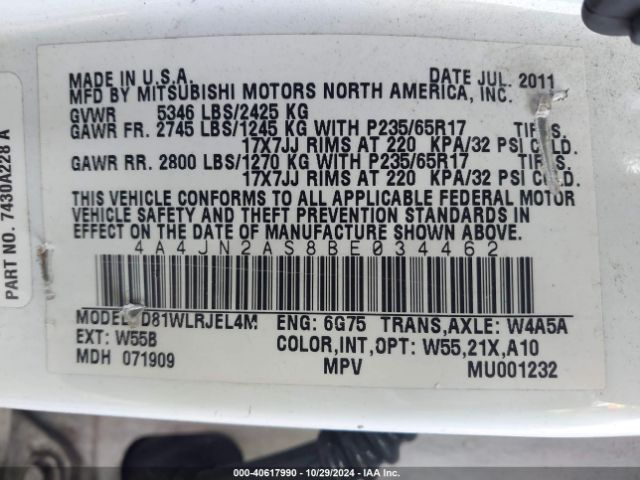 MADE IN U.S.A. DATE JUL. 2011
MFD BY MITSUBISHI MOTORS NORTH AMERICA, INC.
GVWR 5346 LBS/2425 KG
GAWR FR. 2745 LBS/1245 KG WITH P235/65R17 TIRES.
17X7JJ RIMS AT 220 KPA/32 PSI COLD.
GAWR RR. 2800 LBS/1270 KG WITH P235/65R17 TIRES.
17X7JJ RIMS AT 220 KPA/32 PSI COLD.
THIS VEHICLE CONFORMS TO ALL APPLICABLE FEDERAL MOTOR
VEHICLE SAFETY AND THEFT PREVENTION STANDARDS IN
EFFECT ON THE DATE OF MANUFACTURE SHOWN ABOVE.
4A4JN2AS8BE034462
MODEL D81WLRJEL4M ENG: 6G75 TRANS,AXLE: W4A5A
EXT: W55B COLOR,INT,OPT: W55,21X,A10
MDH 071909 MPV MU001232
PART NO. 7430A228 A
000-40617990 | 10/29/2024 | IAA Inc.